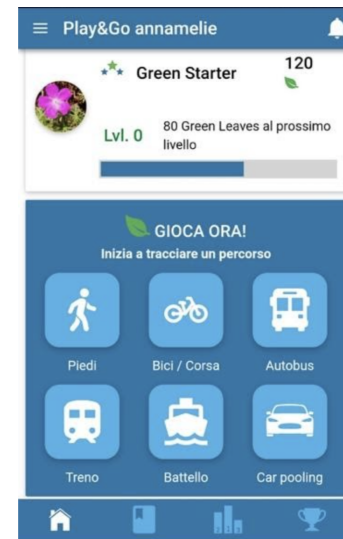 Play&Go annamelie
Green Starter
120
Lvl. 0
80 Green Leaves al prossimo
livello
GIOCA ORA!
Inizia a tracciare un percorso
Piedi
Bici / Corsa
Autobus
Treno
Battello
Car pooling